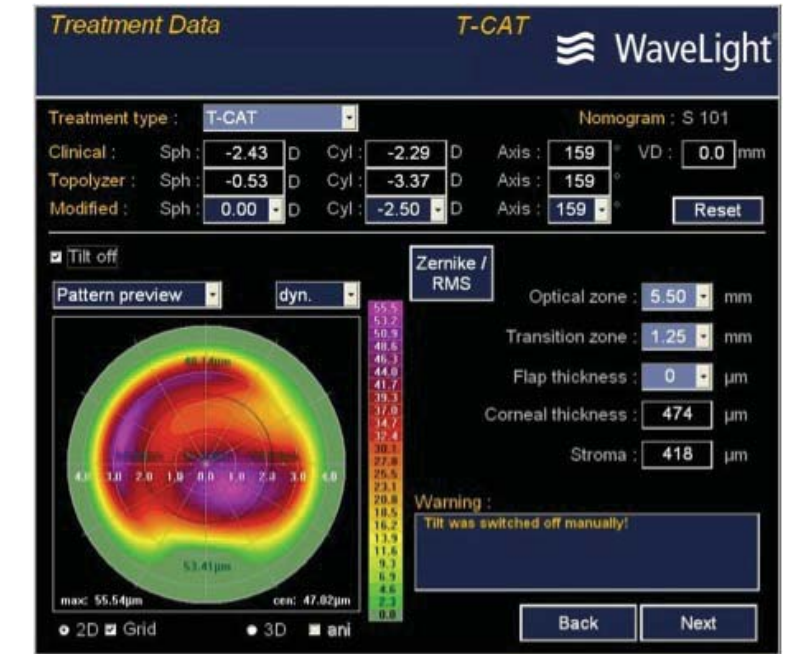 Treatment Data
T-CAT
WaveLight
Treatment type : T-CAT
Nomogram : S 101
Clinical : Sph : -2.43 D Cyl : -2.29 D Axis : 159 ° VD : 0.0 mm
Topolyzer : Sph : -0.53 D Cyl : -3.37 D Axis : 159 °
Modified : Sph : 0.00 D Cyl : -2.50 D Axis : 159 ° Reset
Tilt off
Zernike /
RMS
Pattern preview dyn.
Optical zone : 5.50 mm
Transition zone : 1.25 mm
Flap thickness : 0 µm
Corneal thickness : 474 µm
Stroma : 418 µm
55.5
53.2
50.9
48.6
46.3
44.0
41.7
39.3
37.0
34.7
32.4
30.1
27.8
25.5
23.1
20.8
18.5
16.2
13.9
11.6
9.3
6.9
4.6
2.3
0.0
4.0 3.0 2.0 1.0 0.0 1.0 2.0 3.0 4.0
53.41µm
max: 55.54µm cen: 47.02µm
Warning :
Tilt was switched off manually!
2D Grid 3D ani
Back Next